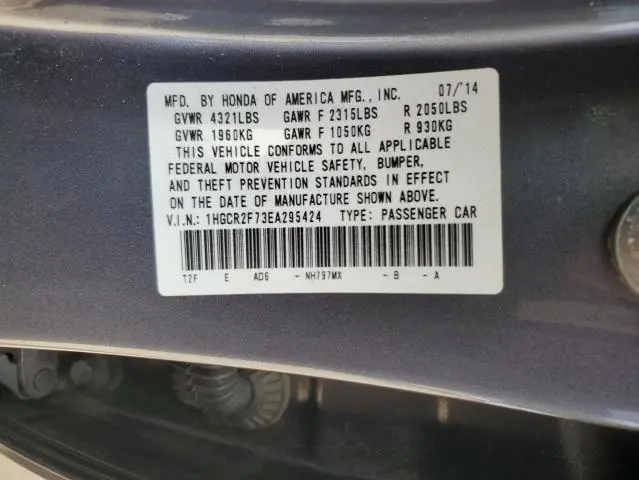 MFD. BY HONDA OF AMERICA MFG., INC. 07/'14
GVWR 4321LBS GAWR F 2315LBS R 2050LBS
GVWR 1960KG GAWR F 1050KG R 930KG
THIS VEHICLE CONFORMS TO ALL APPLICABLE
FEDERAL MOTOR VEHICLE SAFETY, BUMPER,
AND THEFT PREVENTION STANDARDS IN EFFECT
ON THE DATE OF MANUFACTURE SHOWN ABOVE.
V.I.N.: 1HGCR2F73EA295424 TYPE: PASSENGER CAR
T2F E AD6 - NH797MX - B - A